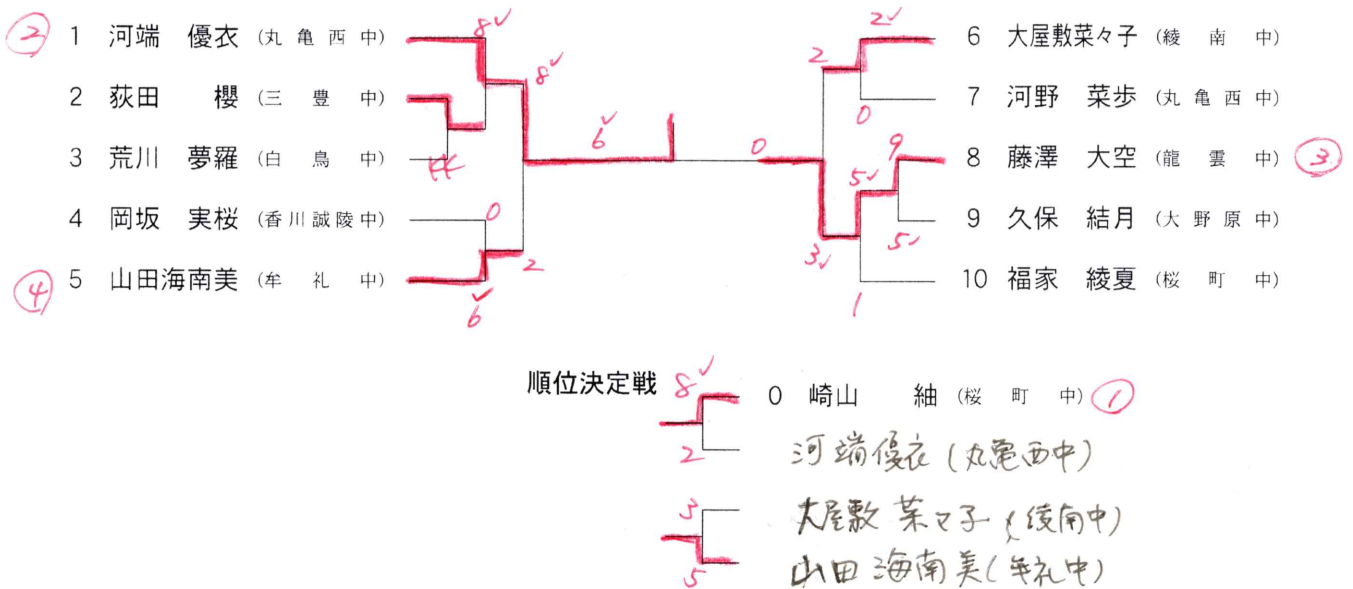 ② 1 河端 優衣 (丸亀西中) 8✓
2 荻田 櫻 (三豊中) 8✓
3 荒川 夢羅 (白鳥中)
4 岡坂 実桜 (香川誠陵中) 0
④ 5 山田海南美 (牟礼中) 6✓ 2
6✓ 0
2✓ 6 大屋敷菜々子 (綾南中)
2 7 河野 菜歩 (丸亀西中)
0
9 8 藤澤 大空 (龍雲中) ③
5✓ 9 久保 結月 (大野原中)
5✓
3✓ 10 福家 綾夏 (桜町中)
1
順位決定戦 8✓ 0 崎山 紬 (桜町中) ①
2 河端優衣 (丸亀西中)
3 大屋敷 菜々子 (綾南中)
5 山田 海南美 (牟礼中)